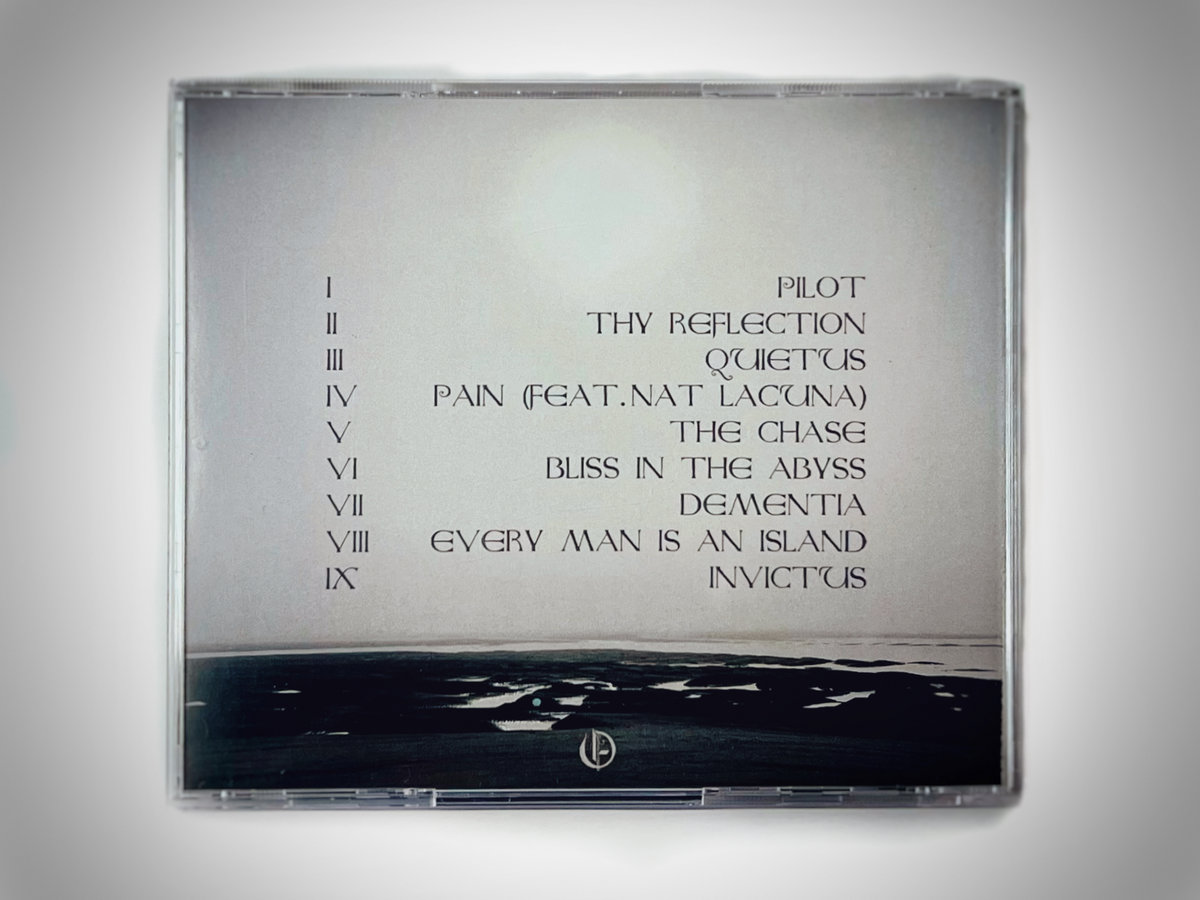 I PILOT
II THY REFLECTION
III QUIETUS
IV PAIN (FEAT.NAT LACUNA)
V THE CHASE
VI BLISS IN THE ABYSS
VII DEMENTIA
VIII EVERY MAN IS AN ISLAND
IX INVICTUS